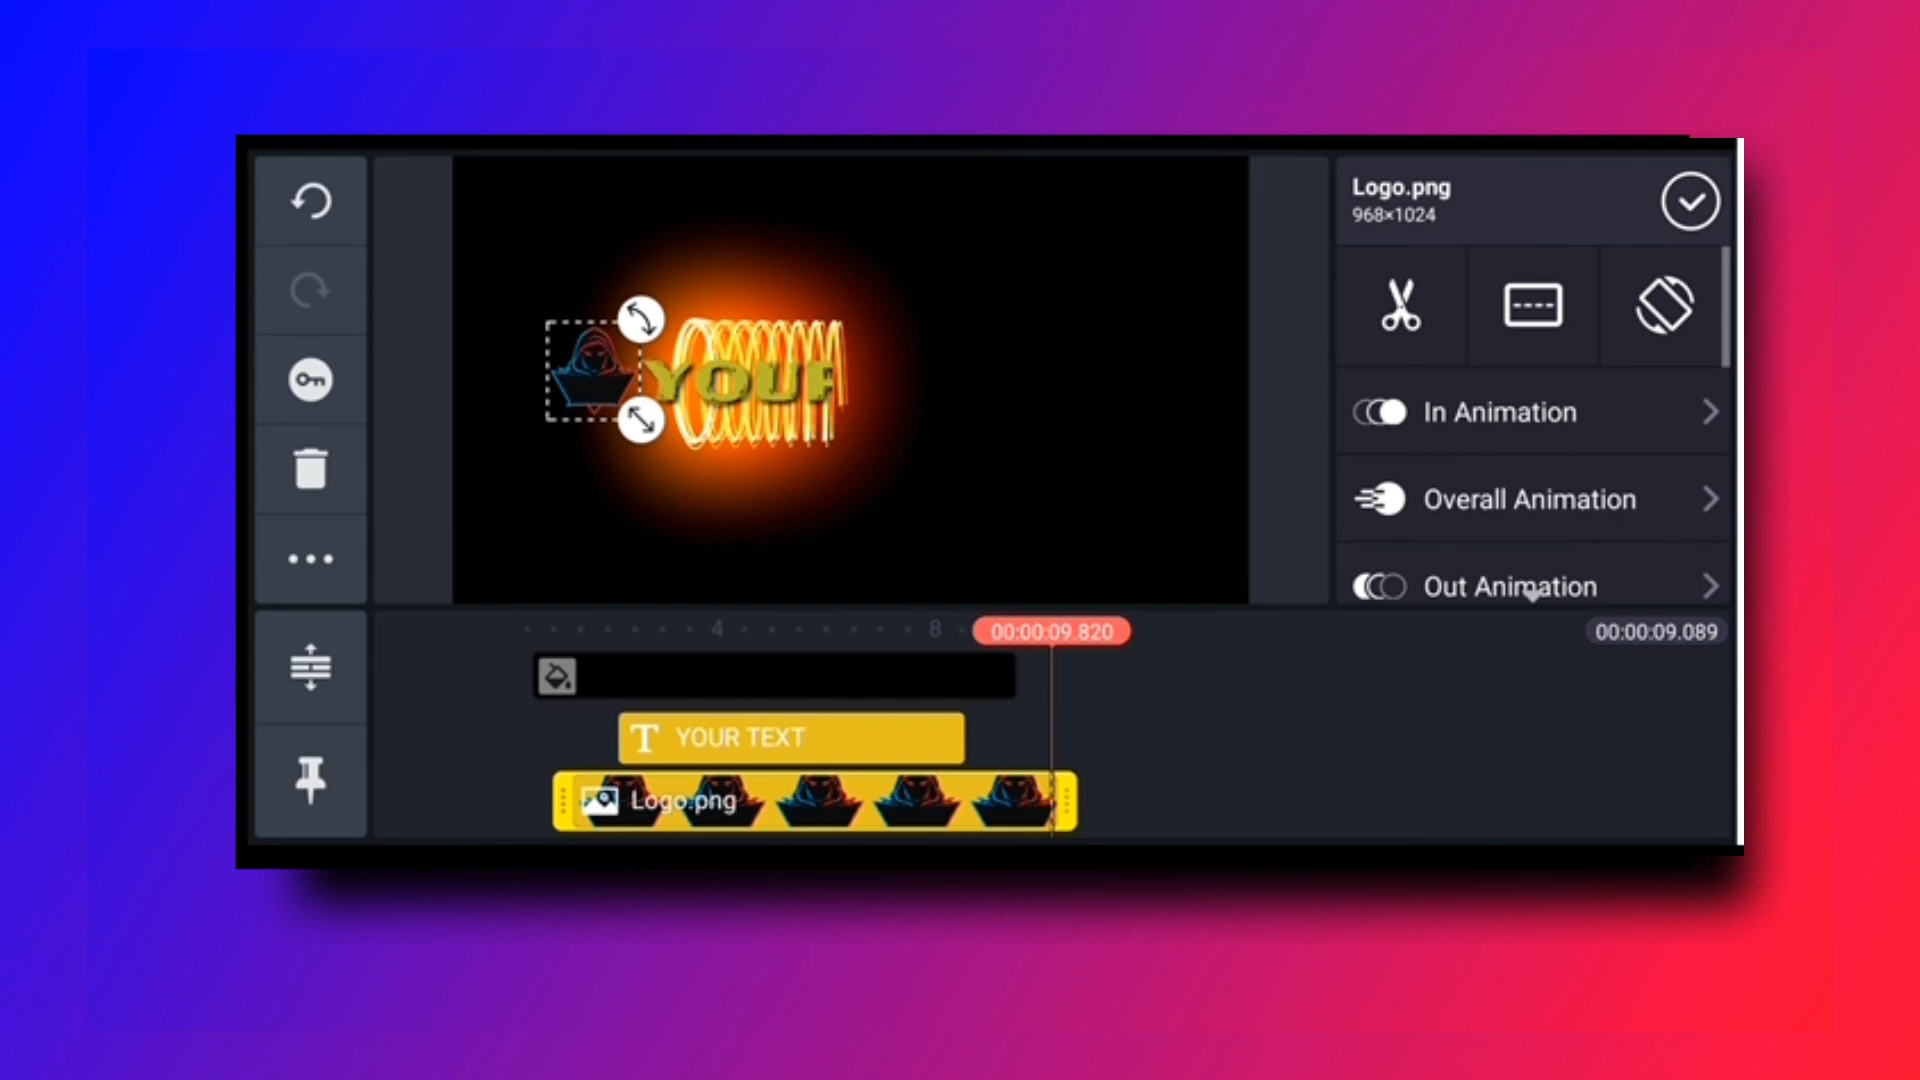 Logo.png
968×1024
YOUR
In Animation
Overall Animation
Out Animation
4
8
00:00:09.820
00:00:09.089
T YOUR TEXT
Logo.png